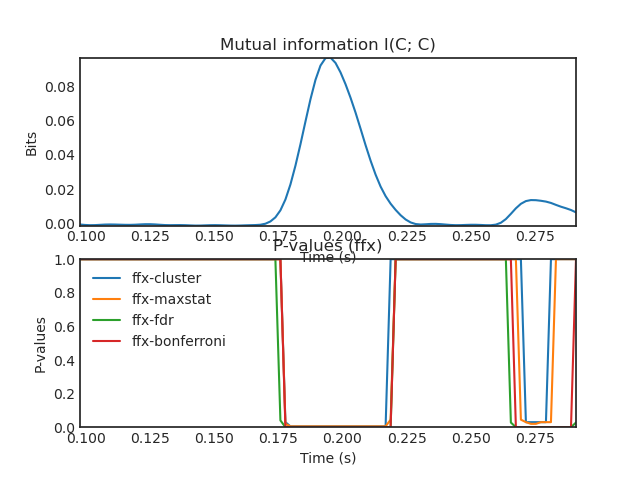 Mutual information I(C; C)
Bits
0.08
0.06
0.04
0.02
0.00
0.100 0.125 0.150 0.175 0.200 0.225 0.250 0.275
Time (s)
P-values (ffx)
P-values
1.0
0.8
0.6
0.4
0.2
0.0
ffx-cluster
ffx-maxstat
ffx-fdr
ffx-bonferroni
0.100 0.125 0.150 0.175 0.200 0.225 0.250 0.275
Time (s)